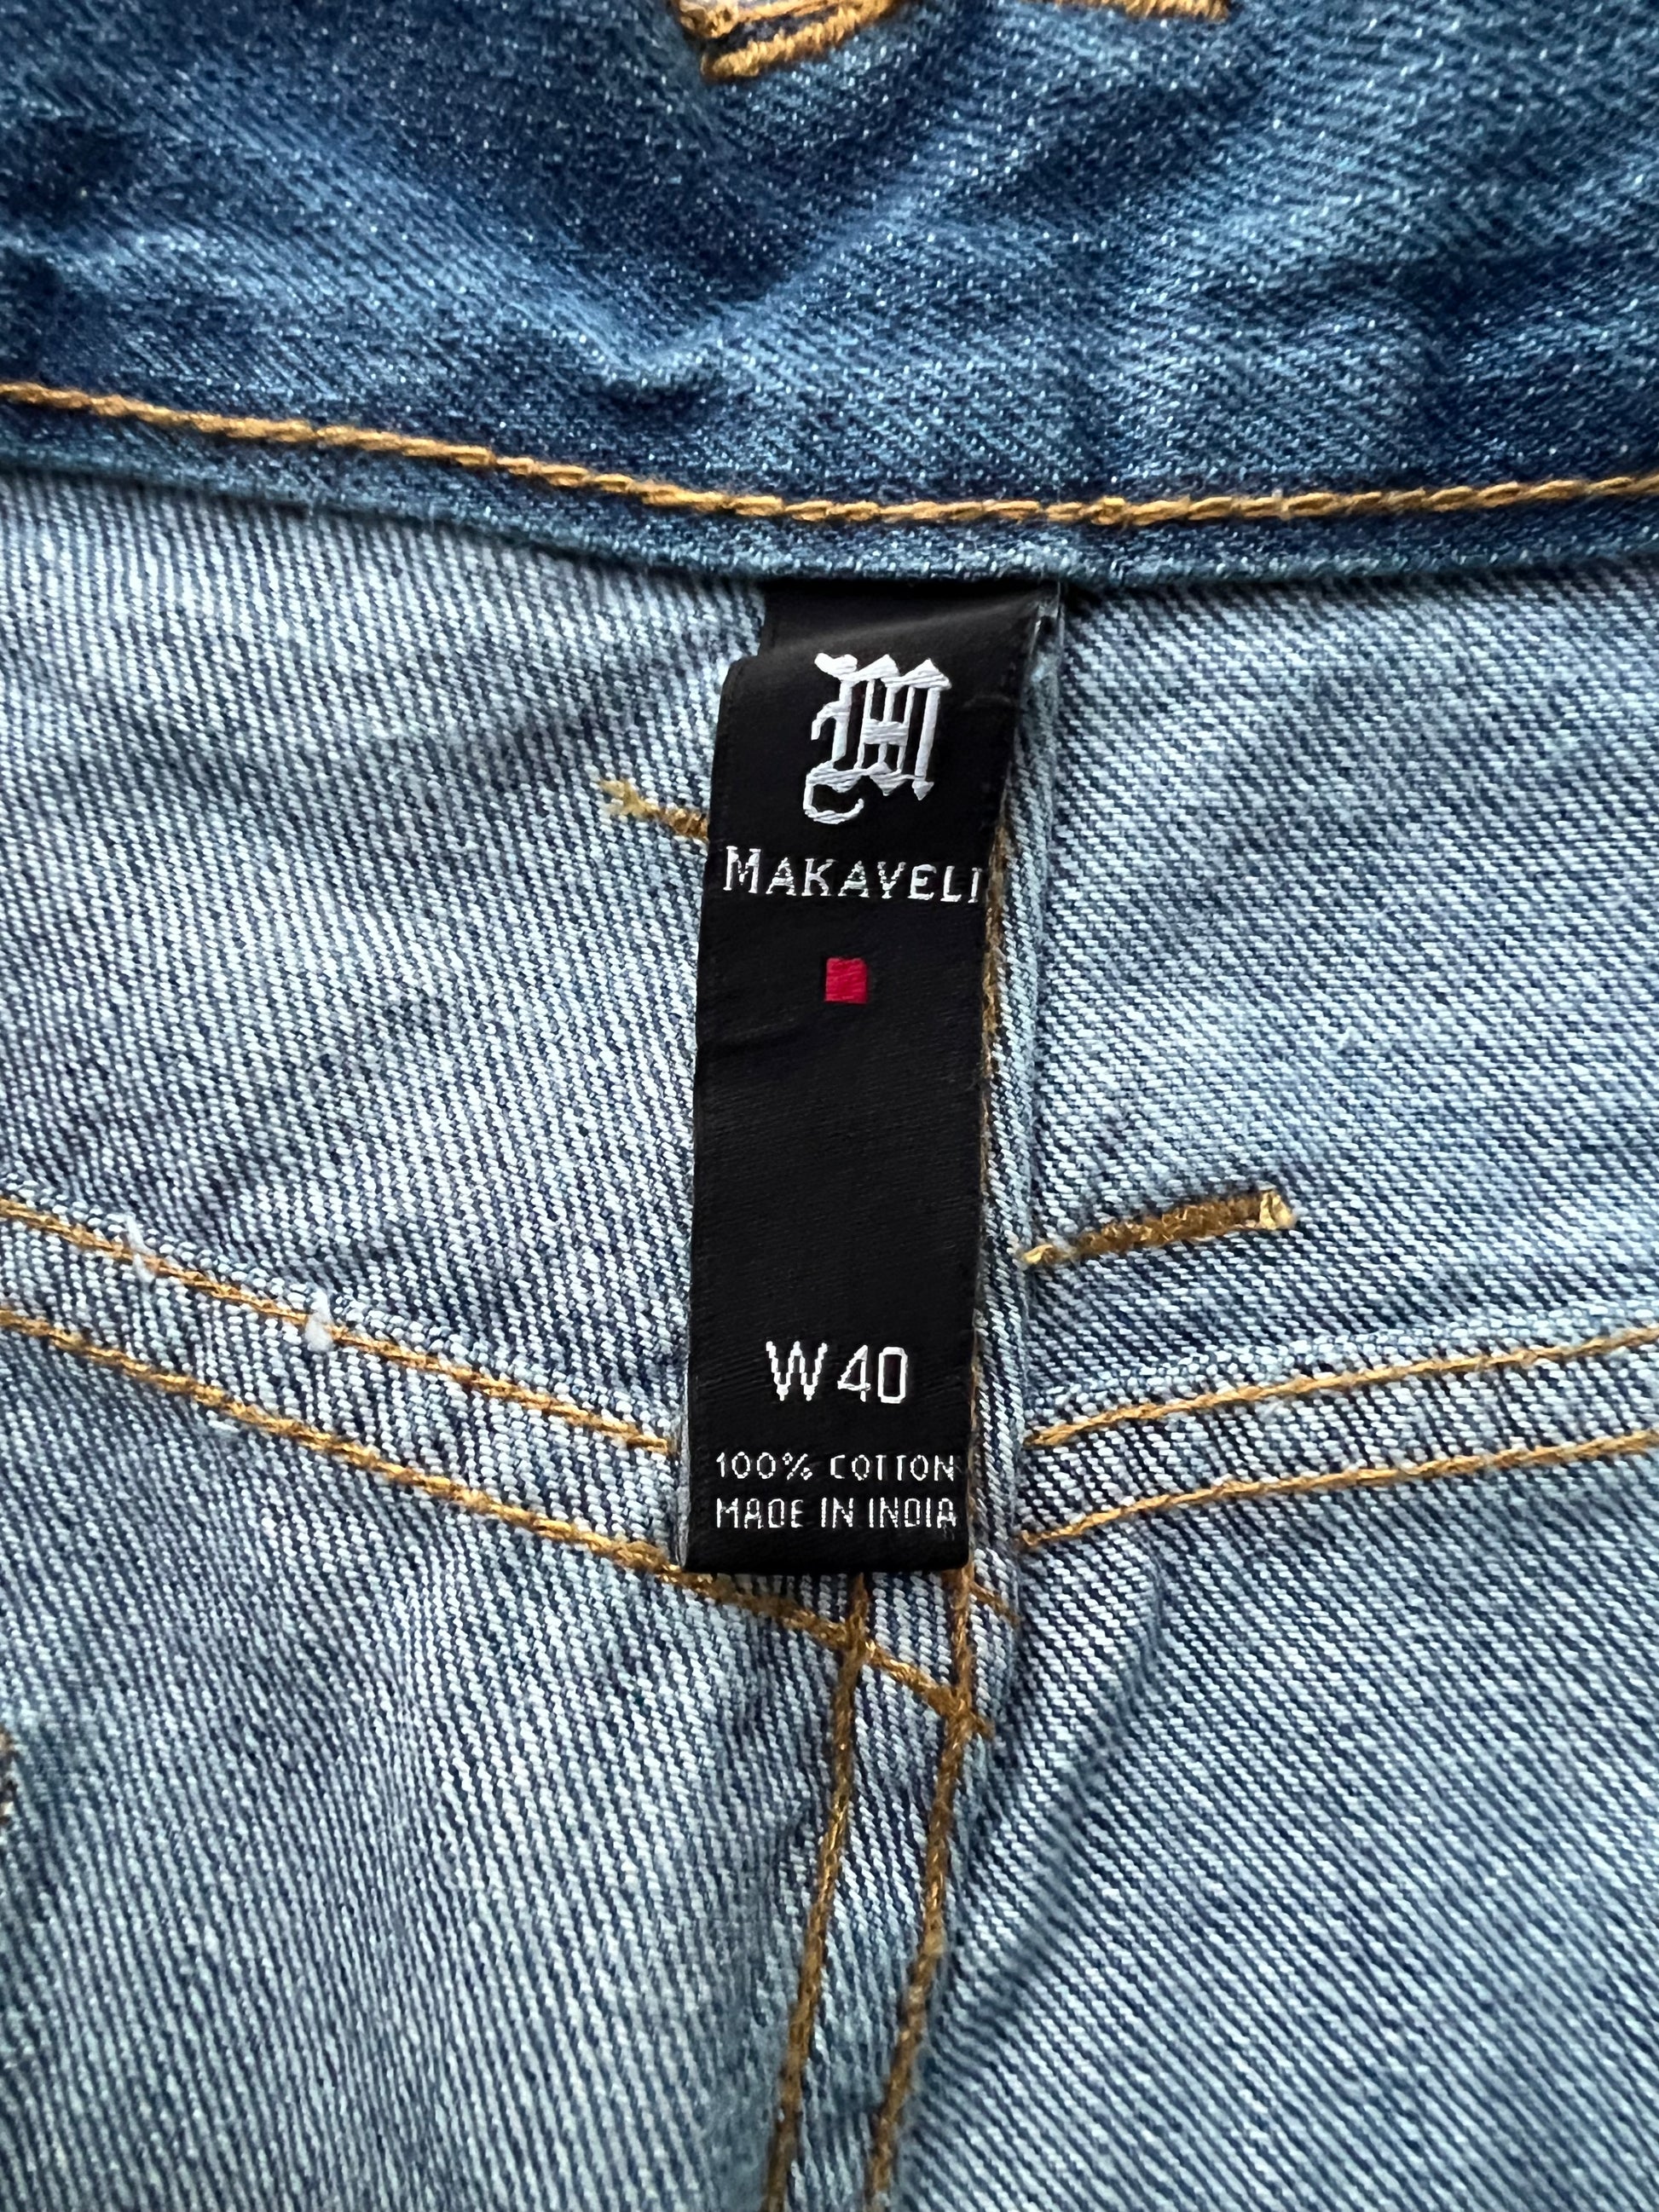 M
MAKAVELI
W40
100% COTTON
MADE IN INDIA